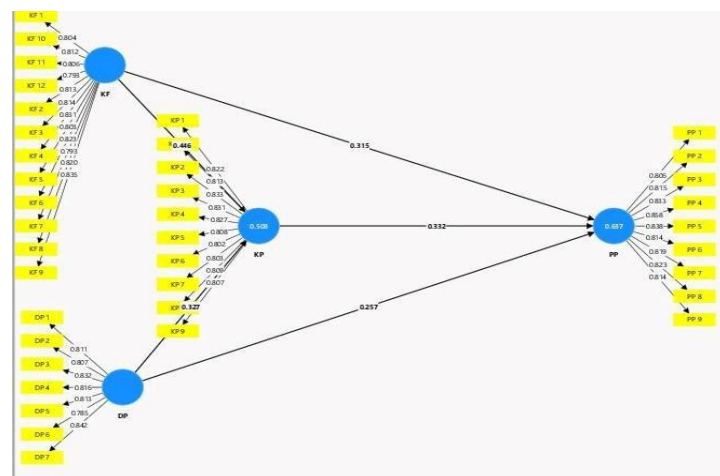 KF 1
KF 10
KF 11
KF 12
KF 2
KF 3
KF 4
KF 5
KF 6
KF 7
KF 8
KF 9
0.804
0.812
0.806
0.793
0.813
0.814
0.831
0.805
0.823
0.793
0.820
0.835
KF
KP 1
KP 2
KP 3
KP 4
KP 5
KP 6
KP 7
KP 9
0.446
0.822
0.813
0.833
0.831
0.827
0.808
0.802
0.803
0.809
0.807
0.508
KP
0.327
DP 1
DP 2
DP 3
DP 4
DP 5
DP 6
DP 7
0.811
0.807
0.832
0.816
0.813
0.785
0.842
DP
0.315
0.332
0.257
0.637
PP
0.806
0.815
0.833
0.858
0.838
0.814
0.819
0.823
0.814
PP 1
PP 2
PP 3
PP 4
PP 5
PP 6
PP 7
PP 8
PP 9